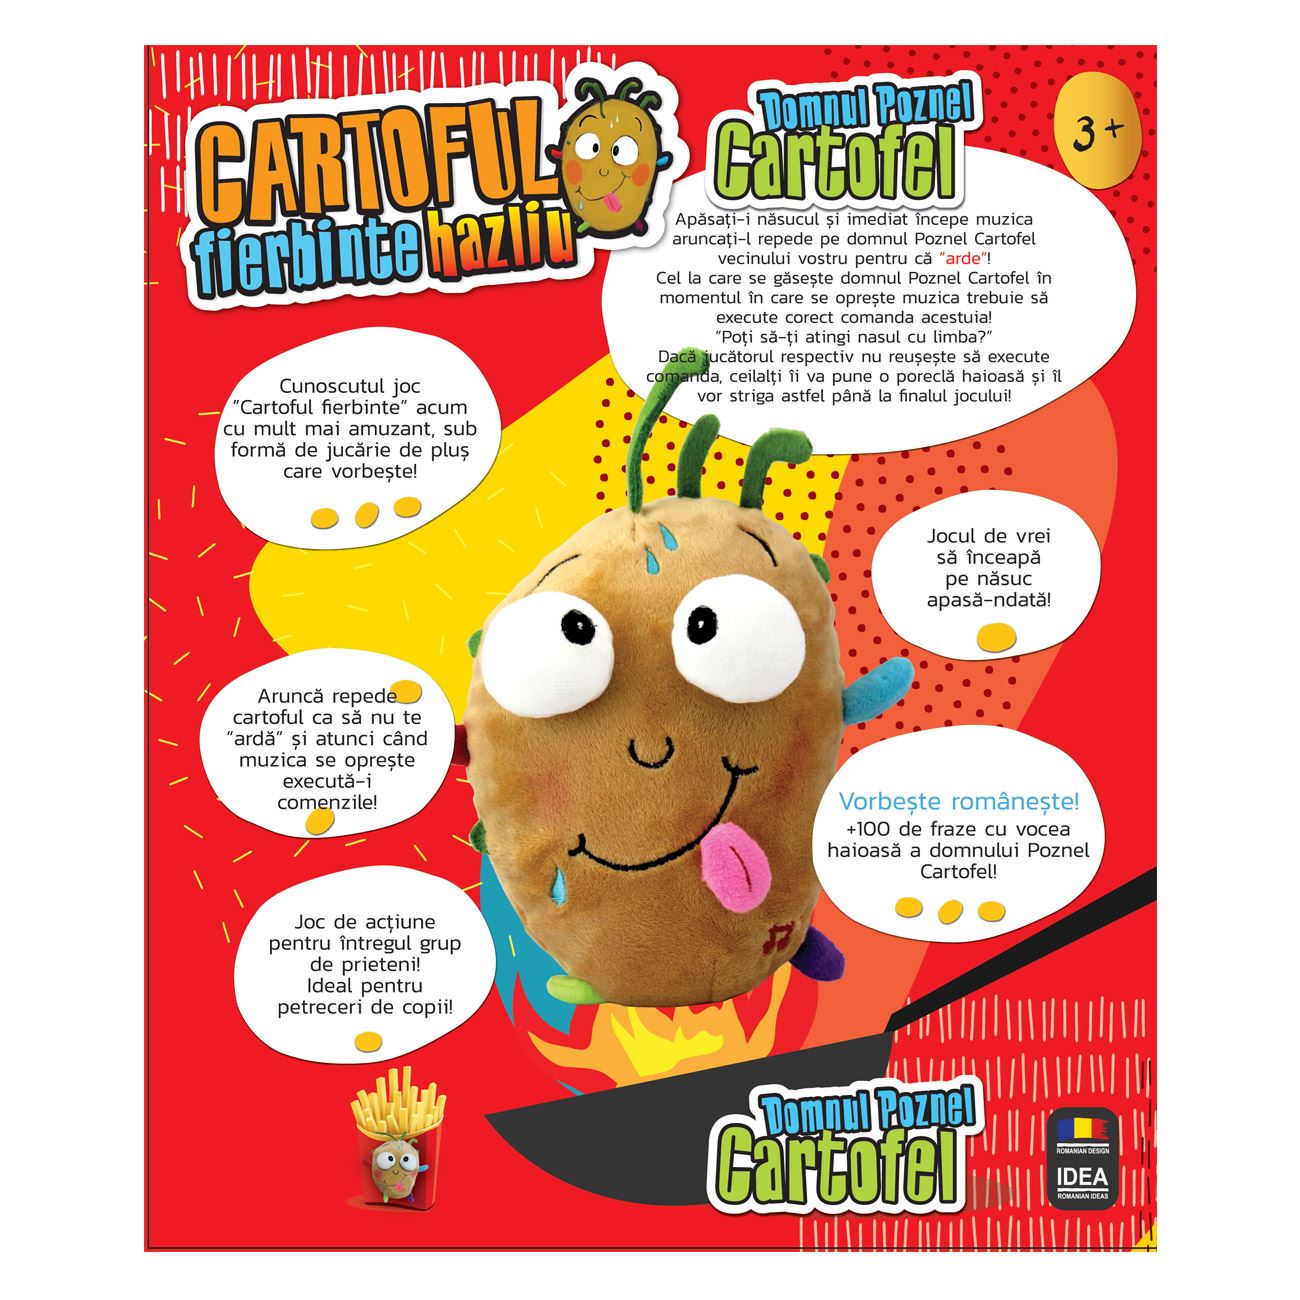 CARTOFUL
fierbinte hazliu
Domnul Poznel
Cartofel
3+
Apăsați-i năsucul și imediat începe muzica
aruncați-l repede pe domnul Poznel Cartofel
vecinului vostru pentru că "arde"!
Cel la care se găsește domnul Poznel Cartofel în
momentul în care se oprește muzica trebuie să
execute corect comanda acestuia!
"Poți să-ți atingi nasul cu limba?"
Dacă jucătorul respectiv nu reușește să execute
comanda, ceilalți îi va pune o poreclă haioasă și îl
vor striga astfel până la finalul jocului!
Cunoscutul joc
"Cartoful fierbinte" acum
cu mult mai amuzant, sub
formă de jucărie de pluș
care vorbește!
Jocul de vrei
să înceapă
pe năsuc
apasă-ndată!
Aruncă repede
cartoful ca să nu te
"ardă" și atunci când
muzica se oprește
execută-i
comenzile!
Vorbește românește!
+100 de fraze cu vocea
haioasă a domnului Poznel
Cartofel!
Joc de acțiune
pentru întregul grup
de prieteni!
Ideal pentru
petreceri de copii!
Domnul Poznel
Cartofel
ROMANIAN DESIGN
IDEA
ROMANIAN IDEAS